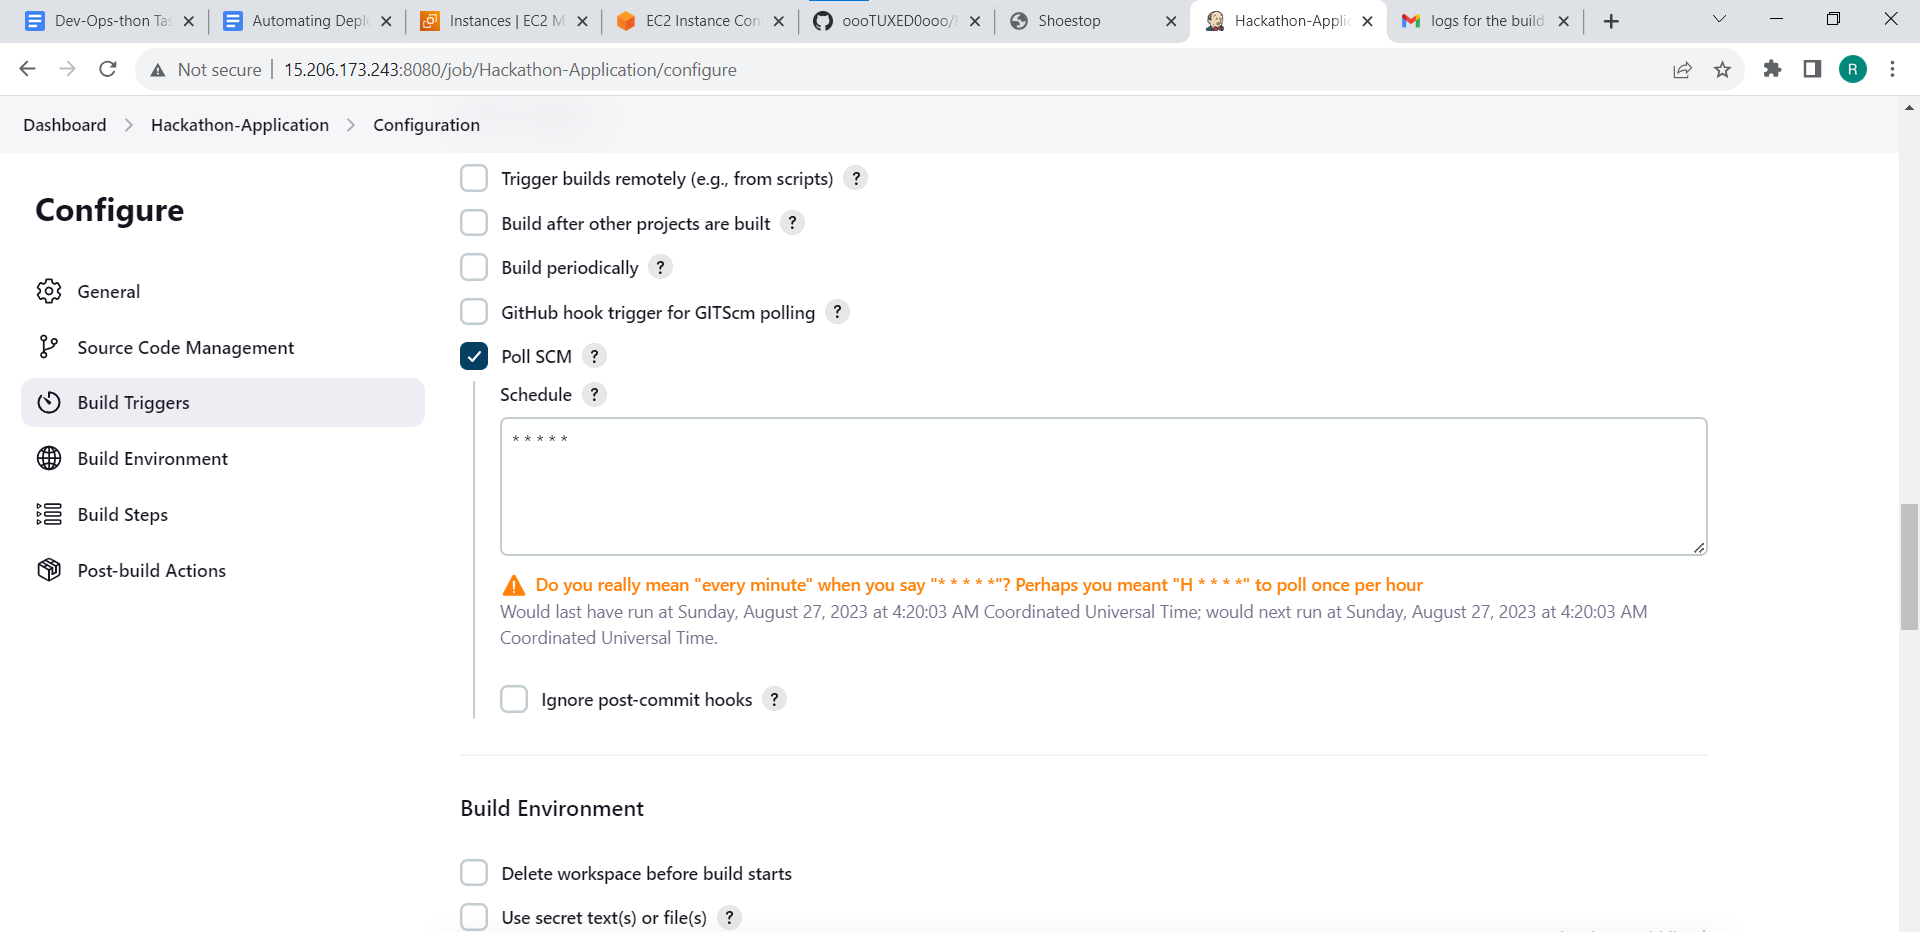 Dev-Ops-thon Tas
Automating Deplo
Instances | EC2 M
EC2 Instance Con
oooTUXED0ooo/
Shoestop
Hackathon-Applic
logs for the build
Not secure
15.206.173.243:8080/job/Hackathon-Application/configure
R
Dashboard
Hackathon-Application
Configuration
Configure
General
Source Code Management
Build Triggers
Build Environment
Build Steps
Post-build Actions
Trigger builds remotely (e.g., from scripts) ?
Build after other projects are built ?
Build periodically ?
GitHub hook trigger for GITScm polling ?
Poll SCM ?
Schedule ?
* * * * *
Do you really mean "every minute" when you say "* * * * *"? Perhaps you meant "H * * * *" to poll once per hour
Would last have run at Sunday, August 27, 2023 at 4:20:03 AM Coordinated Universal Time; would next run at Sunday, August 27, 2023 at 4:20:03 AM
Coordinated Universal Time.
Ignore post-commit hooks ?
Build Environment
Delete workspace before build starts
Use secret text(s) or file(s) ?